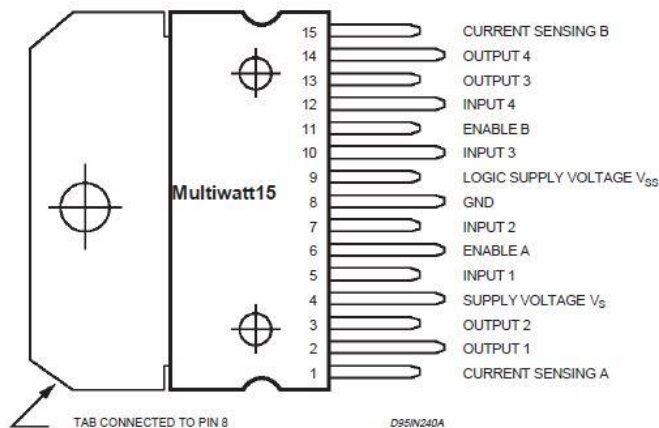 15 CURRENT SENSING B
14 OUTPUT 4
13 OUTPUT 3
12 INPUT 4
11 ENABLE B
10 INPUT 3
9 LOGIC SUPPLY VOLTAGE VSS
8 GND
7 INPUT 2
6 ENABLE A
5 INPUT 1
4 SUPPLY VOLTAGE VS
3 OUTPUT 2
2 OUTPUT 1
1 CURRENT SENSING A
Multiwatt15
TAB CONNECTED TO PIN 8
D95IN240A